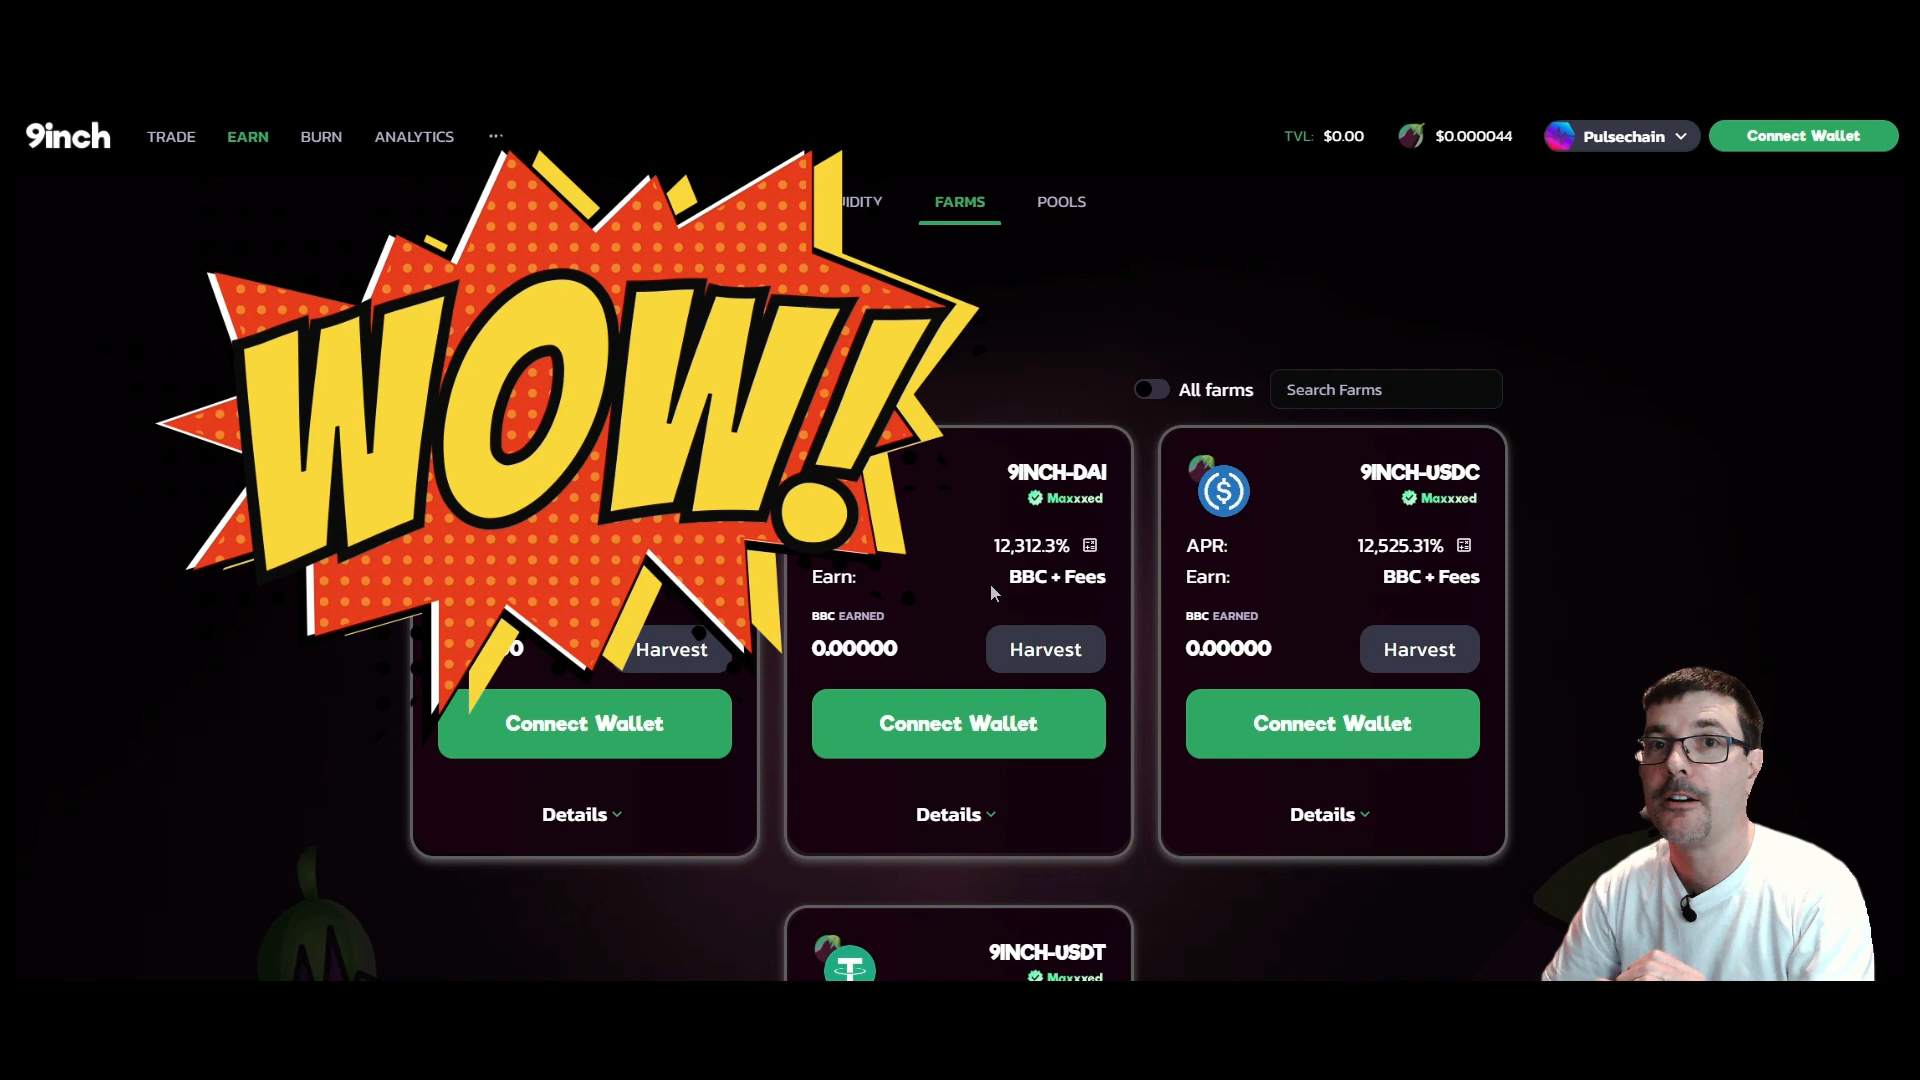 9inch TRADE EARN BURN ANALYTICS ... TVL: $0.00 $0.000044 Pulsechain Connect Wallet
UIDITY FARMS POOLS
WOW!
All farms Search Farms
9INCH-DAI 9INCH-USDC
Maxxxed Maxxxed
12,312.3% APR: 12,525.31%
Earn: BBC + Fees Earn: BBC + Fees
BBC EARNED BBC EARNED
0 Harvest 0.00000 Harvest 0.00000 Harvest
Connect Wallet Connect Wallet Connect Wallet
Details Details Details
9INCH-USDT
Maxxxed